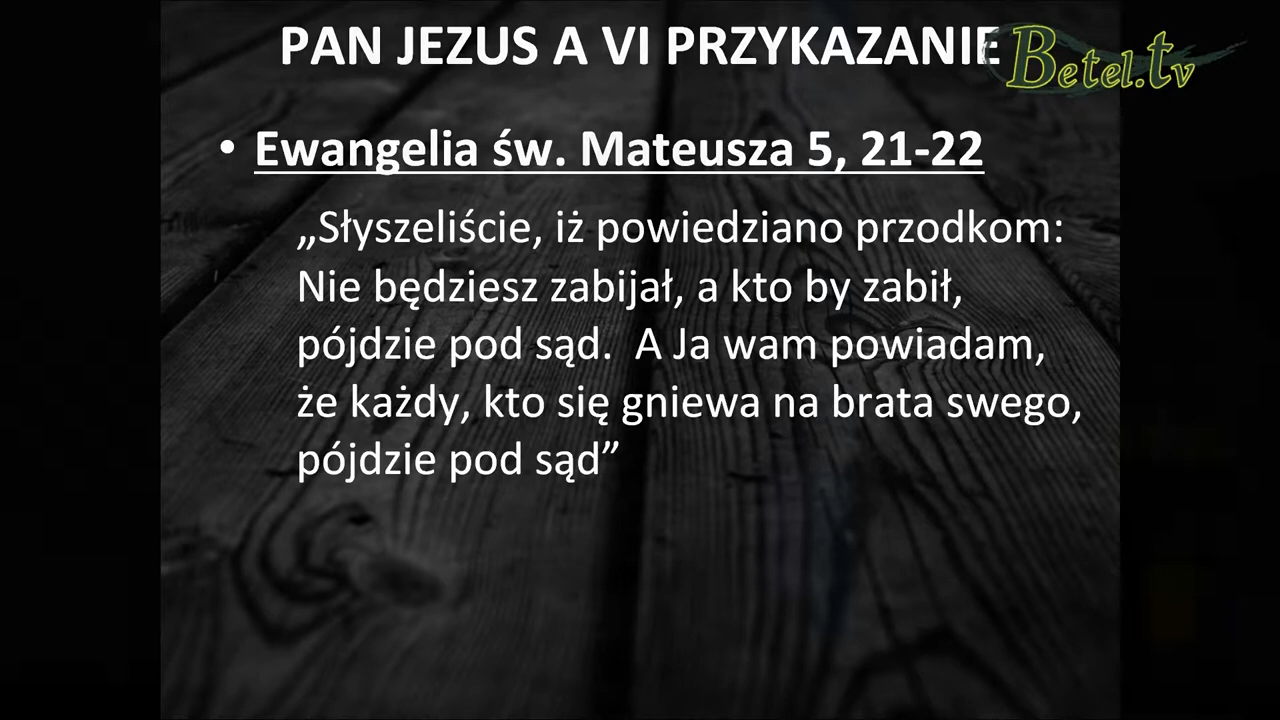 PAN JEZUS A VI PRZYKAZANIE
Betel.tv
• Ewangelia św. Mateusza 5, 21-22
„Słyszeliście, iż powiedziano przodkom:
Nie będziesz zabijał, a kto by zabił,
pójdzie pod sąd.  A Ja wam powiadam,
że każdy, kto się gniewa na brata swego,
pójdzie pod sąd”